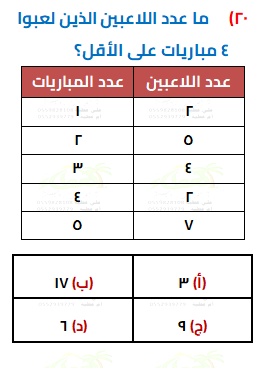 ٢٠) ما عدد اللاعبين الذين لعبوا
٤ مباريات على الأقل؟
عدد اللاعبين عدد المباريات
٢ ١
٥ ٢
٤ ٣
٢ ٤
٧ ٥
(أ) ٣ (ب) ١٧
(ج) ٩ (د) ٦